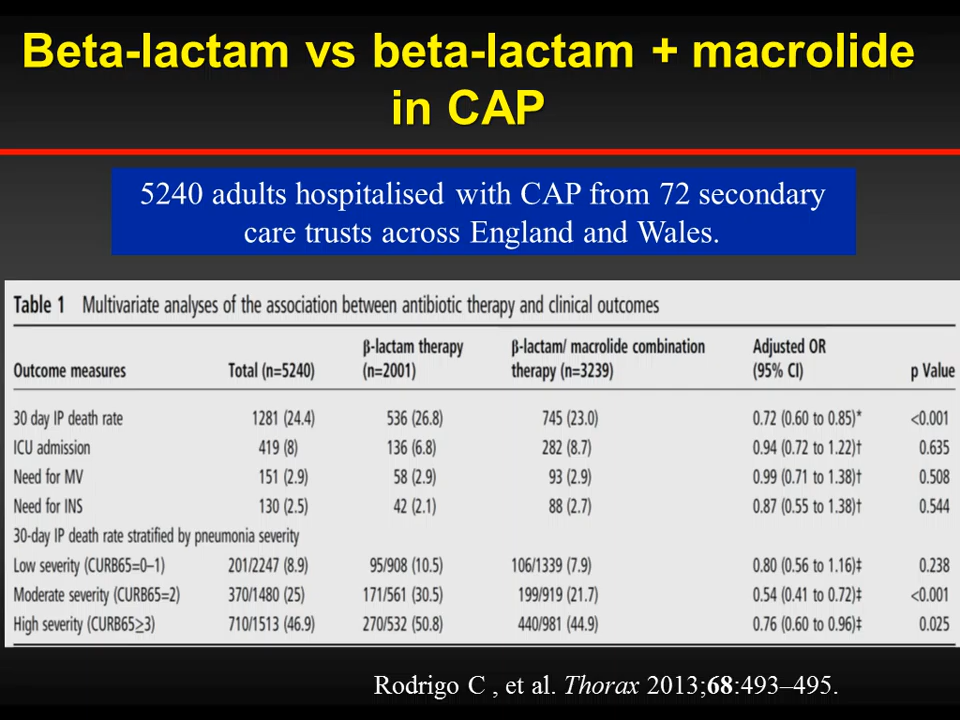 Beta-lactam vs beta-lactam + macrolide
in CAP
5240 adults hospitalised with CAP from 72 secondary
care trusts across England and Wales.
Table 1 Multivariate analyses of the association between antibiotic therapy and clinical outcomes
β-lactam therapy β-lactam/ macrolide combination Adjusted OR
Outcome measures Total (n=5240) (n=2001) therapy (n=3239) (95% CI) p Value
30 day IP death rate 1281 (24.4) 536 (26.8) 745 (23.0) 0.72 (0.60 to 0.85)* <0.001
ICU admission 419 (8) 136 (6.8) 282 (8.7) 0.94 (0.72 to 1.22)† 0.635
Need for MV 151 (2.9) 58 (2.9) 93 (2.9) 0.99 (0.71 to 1.38)† 0.508
Need for INS 130 (2.5) 42 (2.1) 88 (2.7) 0.87 (0.55 to 1.38)† 0.544
30-day IP death rate stratified by pneumonia severity
Low severity (CURB65=0–1) 201/2247 (8.9) 95/908 (10.5) 106/1339 (7.9) 0.80 (0.56 to 1.16)‡ 0.238
Moderate severity (CURB65=2) 370/1480 (25) 171/561 (30.5) 199/919 (21.7) 0.54 (0.41 to 0.72)‡ <0.001
High severity (CURB65≥3) 710/1513 (46.9) 270/532 (50.8) 440/981 (44.9) 0.76 (0.60 to 0.96)‡ 0.025
Rodrigo C , et al. Thorax 2013;68:493–495.